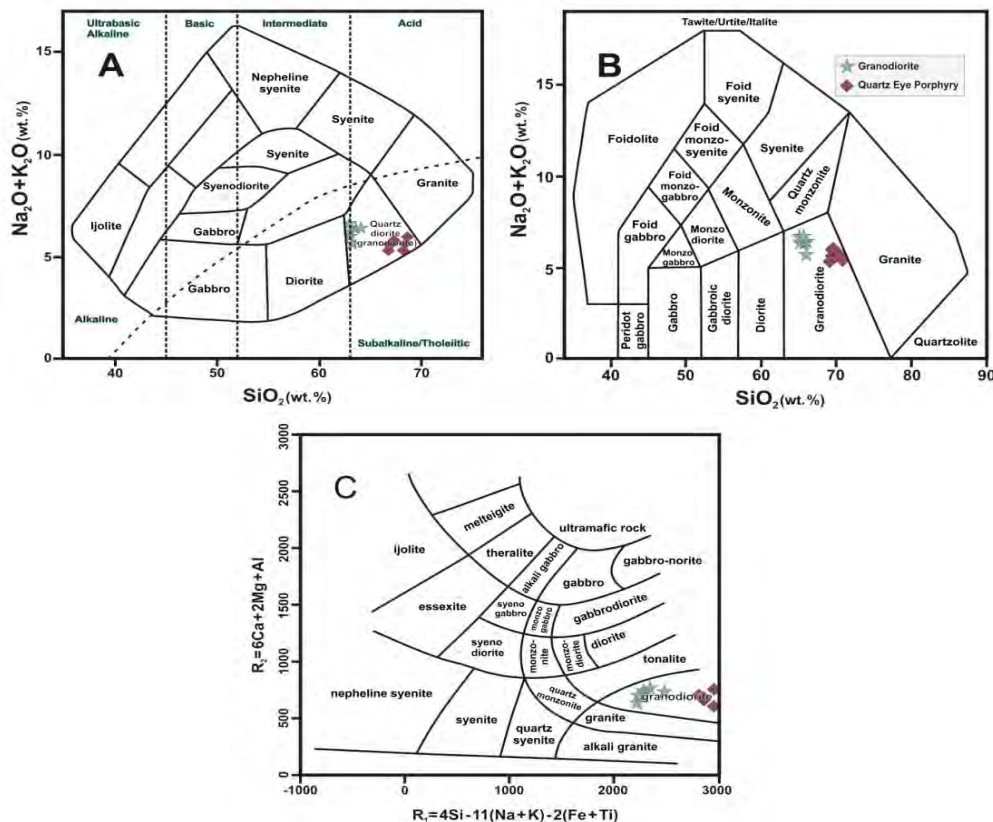 Ultrabasic
Alkaline
Basic
Intermediate
Acid
A
Nepheline
syenite
Syenite
Syenite
Syenodiorite
Granite
Ijolite
Gabbro
Quartz
diorite
(granodiorite)
Gabbro
Diorite
Alkaline
Subalkaline/Tholeiitic
15
10
5
0
40
50
60
70
Na₂O+K₂O(wt.%)
SiO₂(wt.%)
Tawite/Urtite/Italite
B
Granodiorite
Quartz Eye Porphyry
Foid
syenite
Foidolite
Foid
monzo-
syenite
Syenite
Foid
monzo-
gabbro
Quartz
monzonite
Monzonite
Foid
gabbro
Monzo
diorite
Monzo
gabbro
Granite
Peridot
gabbro
Gabbro
Gabbroic
diorite
Diorite
Granodiorite
Quartzolite
15
10
5
0
40
50
60
70
80
90
Na₂O+K₂O(wt.%)
SiO₂(wt.%)
C
melteigite
ultramafic rock
ijolite
theralite
alkali gabbro
gabbro
gabbro-norite
essexite
syeno
gabbro
monzo
gabbro
gabbrodiorite
syeno
diorite
monzo-
nite
monzo-
diorite
diorite
tonalite
nepheline syenite
quartz
monzonite
granodiorite
syenite
quartz
syenite
granite
alkali granite
3000
2500
2000
1500
1000
500
0
-1000
0
1000
2000
3000
R₂=6Ca+2Mg+Al
R₁=4Si-11(Na+K)-2(Fe+Ti)